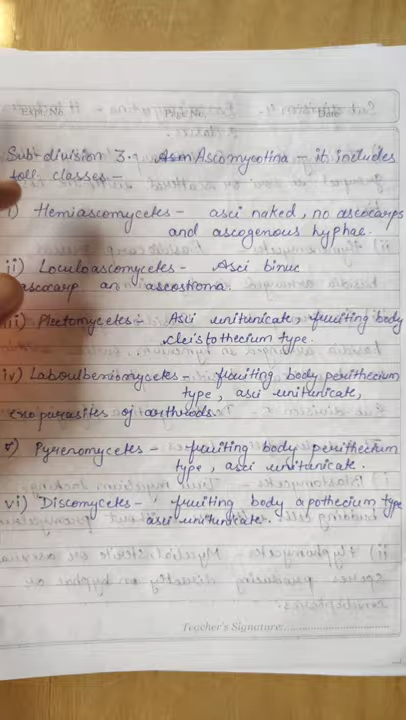 Sub-division 3. Asm Ascomycotina - it includes
foll. classes -
i) Hemiascomycetes - asci naked, no ascocarps
and ascogenous hyphae.
ii) Loculoascomycetes - Asci
ascocarp an ascostroma.
iii) Plectomycetes - Asci unitunicate, fruiting body
cleistothecium type.
iv) Laboulbeniomycetes - fruiting body perithecium
type, asci unitunicate,
exoparasites of
v) Pyrenomycetes - fruiting body perithecium
type, asci unitunicate.
vi) Discomycetes - fruiting body apothecium type
asci unitunicate.
Teacher's Signature: